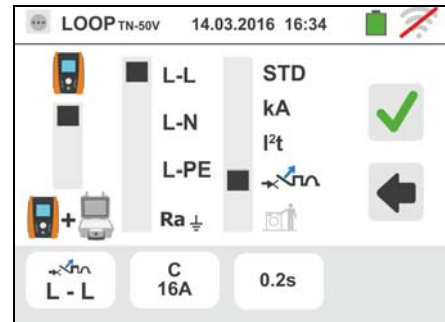 LOOP TN-50V 14.03.2016 16:34
L-L STD
L-N kA
I²t
L-PE
Ra
+
L - L
C
16A
0.2s